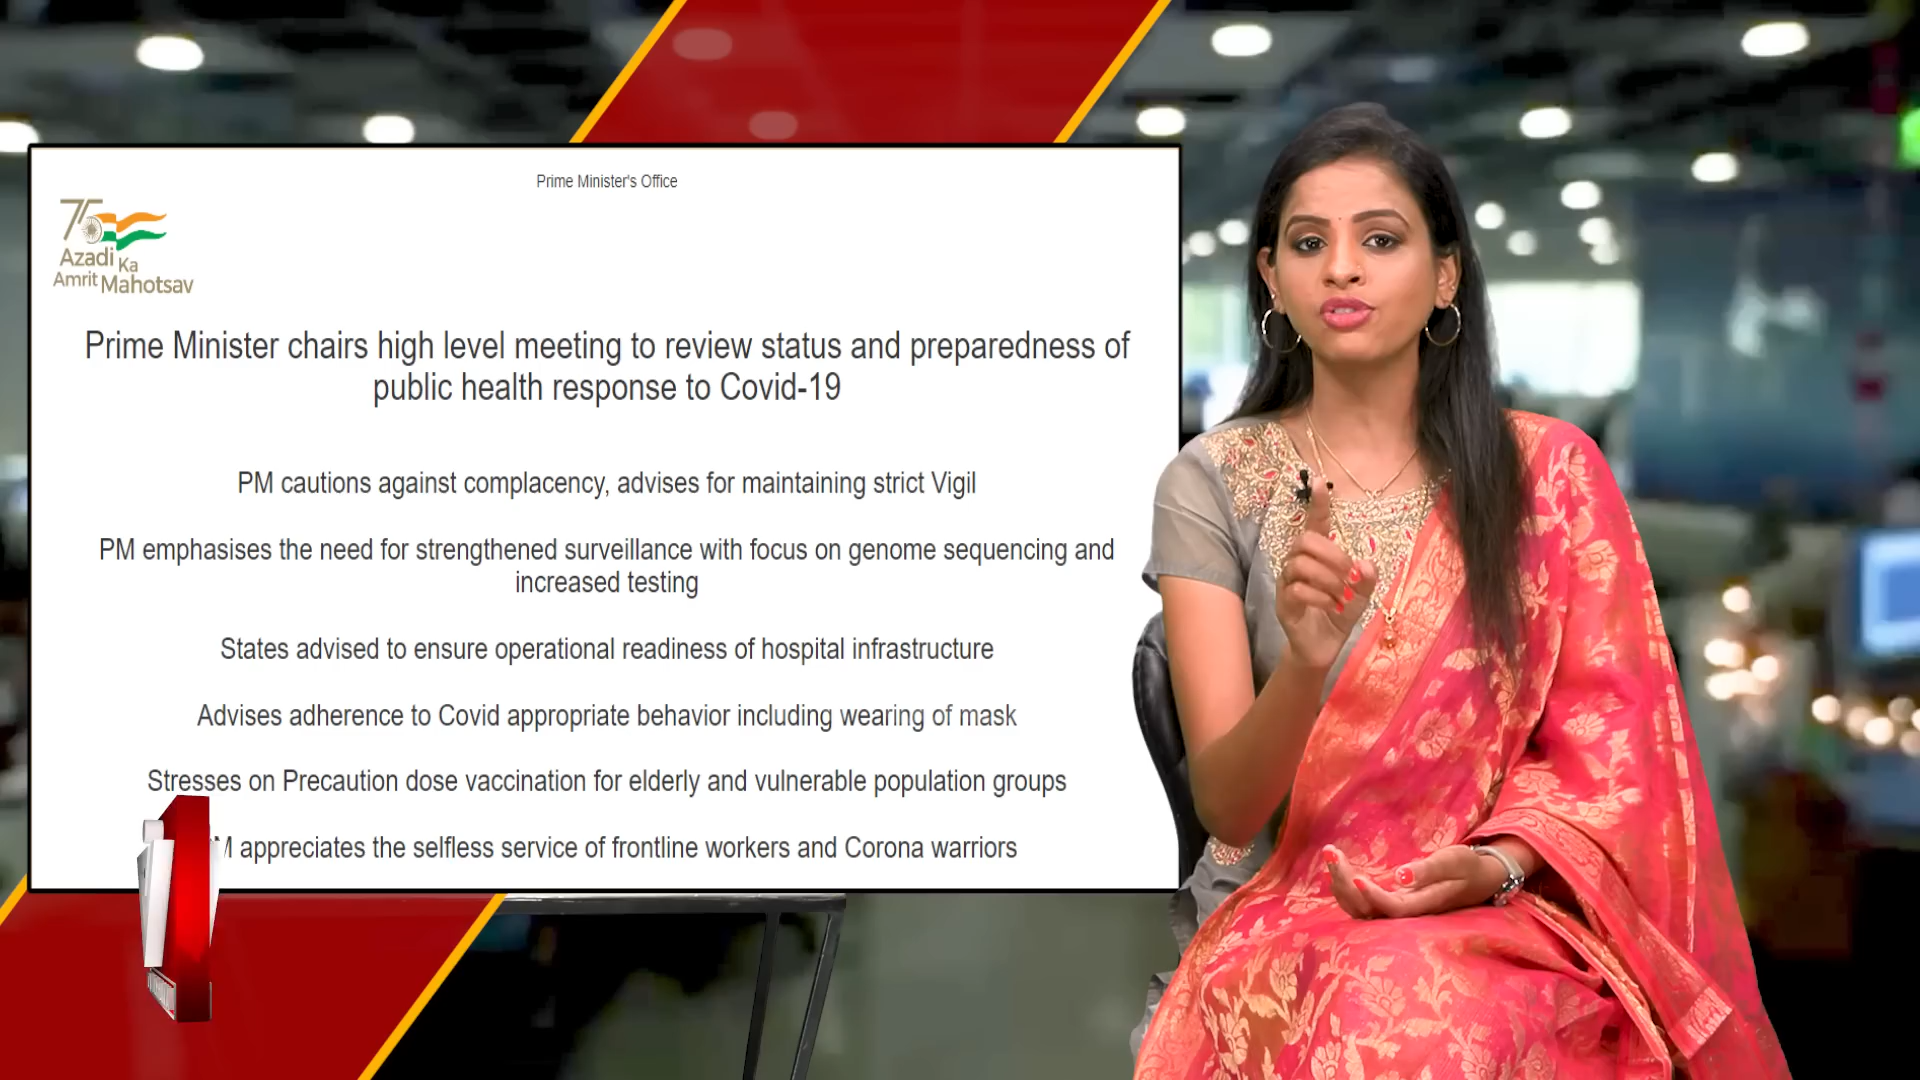 Prime Minister's Office
75
Azadi Ka
Amrit Mahotsav
Prime Minister chairs high level meeting to review status and preparedness of
public health response to Covid-19
PM cautions against complacency, advises for maintaining strict Vigil
PM emphasises the need for strengthened surveillance with focus on genome sequencing and
increased testing
States advised to ensure operational readiness of hospital infrastructure
Advises adherence to Covid appropriate behavior including wearing of mask
Stresses on Precaution dose vaccination for elderly and vulnerable population groups
M appreciates the selfless service of frontline workers and Corona warriors